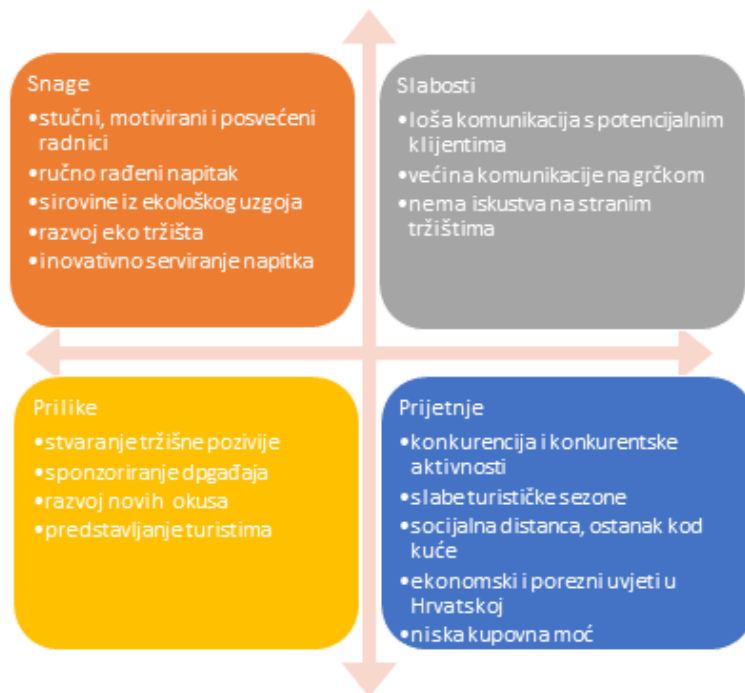 Snage
•stučni, motivirani i posvećeni
radnici
•ručno rađeni napitak
•sirovine iz ekološkog uzgoja
•razvoj eko tržišta
•inovativno serviranje napitka
Slabosti
•loša komunikacija s potencijalnim
klijentima
•većina komunikacije na grčkom
•nema iskustva na stranim
tržištima
Prilike
•stvaranje tržišne pozivije
•sponzoriranje dpgađaja
•razvoj novih okusa
•predstavljanje turistima
Prijetnje
•konkurencija i konkurentske
aktivnosti
•slabe turističke sezone
•socijalna distanca, ostanak kod
kuće
•ekonomski i porezni uvjeti u
Hrvatskoj
•niska kupovna moć